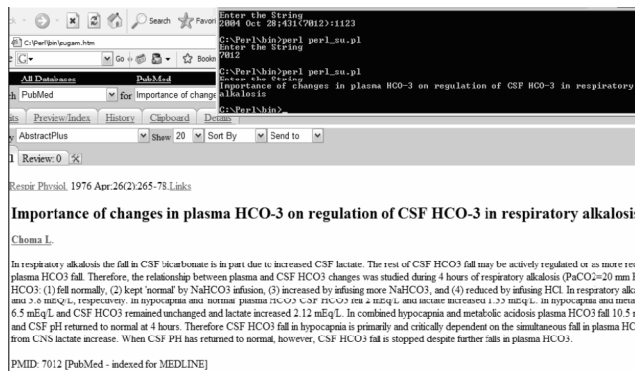 Search Favori
Enter the String
2004 Oct 28;431(7012):1123
C:\Perl\bin>perl perl_su.pl
Enter the String
7012
C:\Perl\bin>perl perl_su.pl
Enter the String
Importance of changes in plasma HCO-3 on regulation of CSF HCO-3 in respiratory
alkalosis
C:\Perl\bin>_
C:\Perl\bin\sugam.htm
Go Bookn
All Databases PubMed
PubMed for Importance of change
Preview/Index History Clipboard Details
AbstractPlus Show 20 Sort By Send to
Review: 0
Respir Physiol. 1976 Apr;26(2):265-78. Links
Importance of changes in plasma HCO-3 on regulation of CSF HCO-3 in respiratory alkalosis
Choma L.
In respiratory alkalosis the fall in CSF bicarbonate is in part due to increased CSF lactate. The rest of CSF HCO3 fall may be actively regulated or as more rec
plasma HCO3 fall. Therefore, the relationship between plasma and CSF HCO3 changes was studied during 4 hours of respiratory alkalosis (PaCO2=20 mm H
HCO3: (1) fell normally, (2) kept 'normal' by NaHCO3 infusion, (3) increased by infusing more NaHCO3, and (4) reduced by infusing HCl. In respiratory alka
and 3.8 mEq/L, respectively. In hypocapnia and 'normal' plasma HCO3 CSF HCO3 fell 2 mEq/L and lactate increased 1.33 mEq/L. In hypocapnia and meta
6.5 mEq/L and CSF HCO3 remained unchanged and lactate increased 2.12 mEq/L. In combined hypocapnia and metabolic acidosis plasma HCO3 fall 10.5 m
and CSF pH returned to normal at 4 hours. Therefore CSF HCO3 fall in hypocapnia is primarily and critically dependent on the simultaneous fall in plasma HC
from CNS lactate increase. When CSF PH has returned to normal, however, CSF HCO3 fall is stopped despite further falls in plasma HCO3.
PMID: 7012 [PubMed - indexed for MEDLINE]